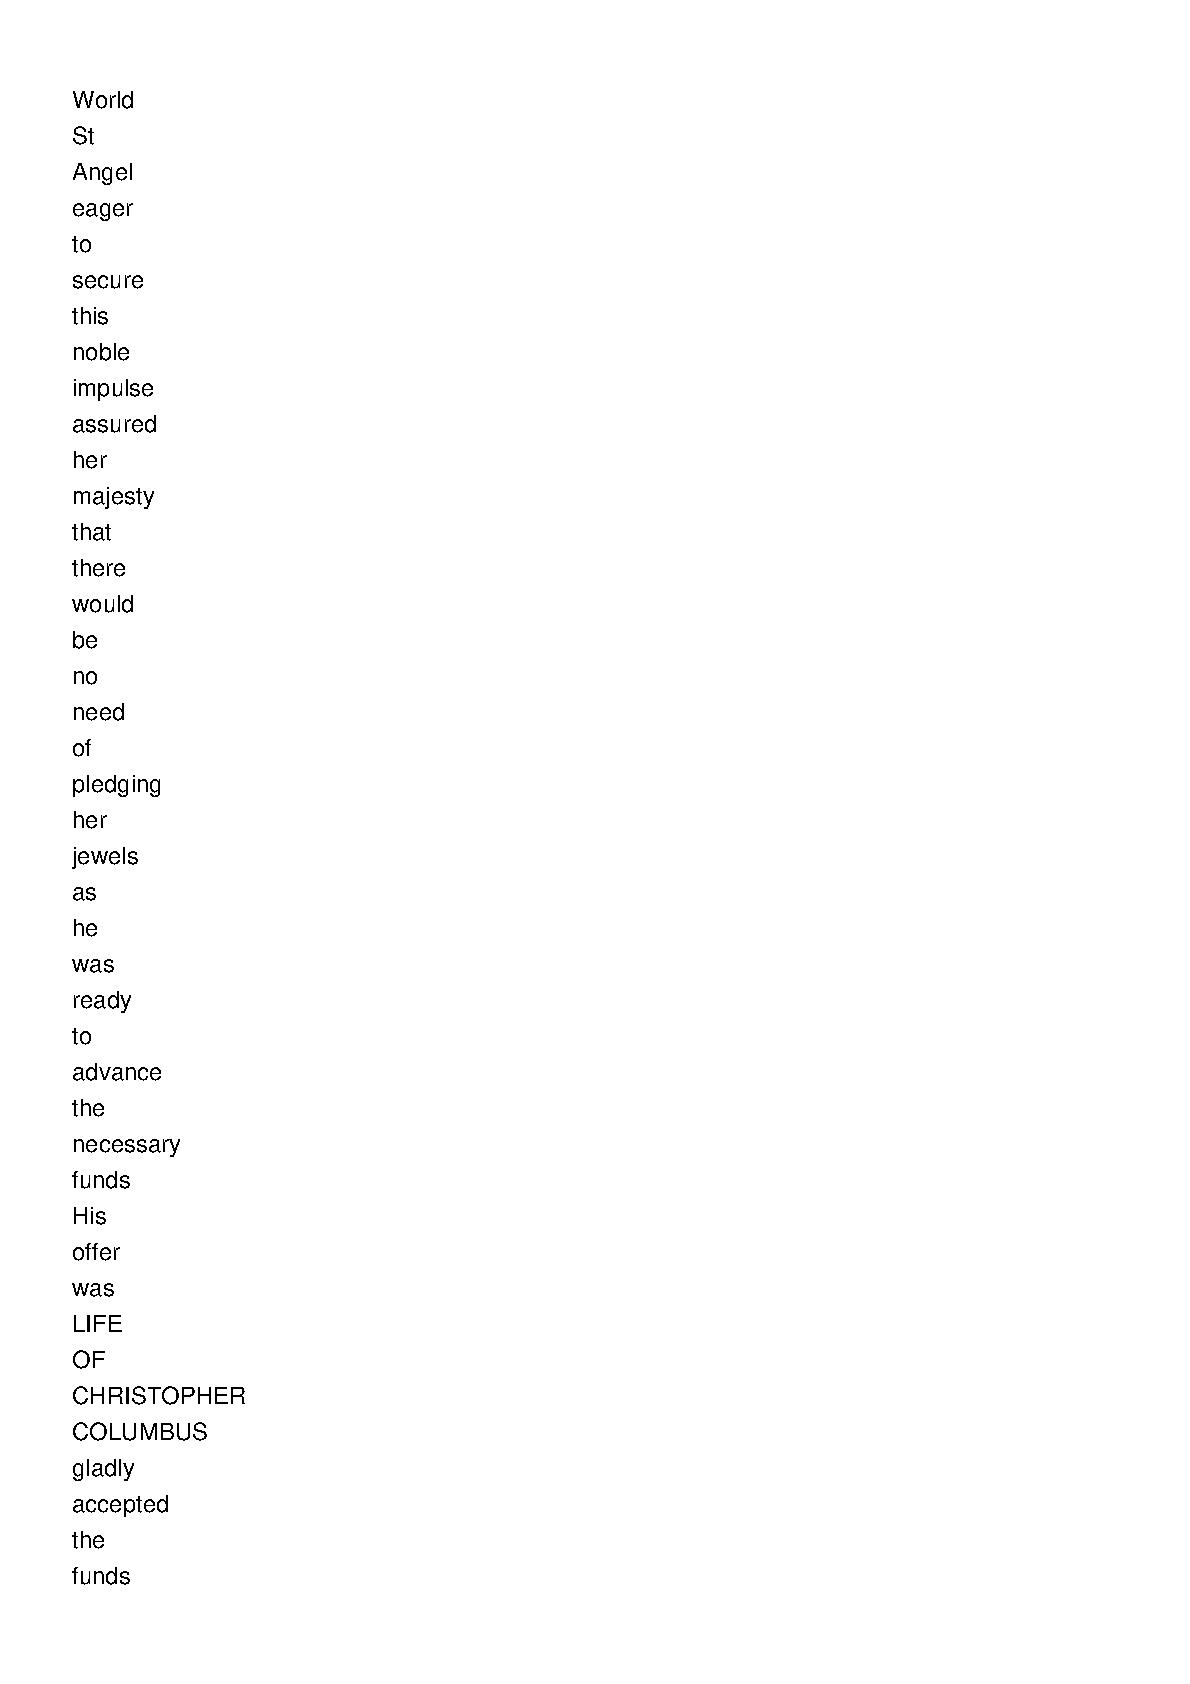 World
St
Angel
eager
to
secure
this
noble
impulse
assured
her
majesty
that
there
would
be
no
need
of
pledging
her
jewels
as
he
was
ready
to
advance
the
necessary
funds
His
offer
was
LIFE
OF
CHRISTOPHER
COLUMBUS
gladly
accepted
the
funds